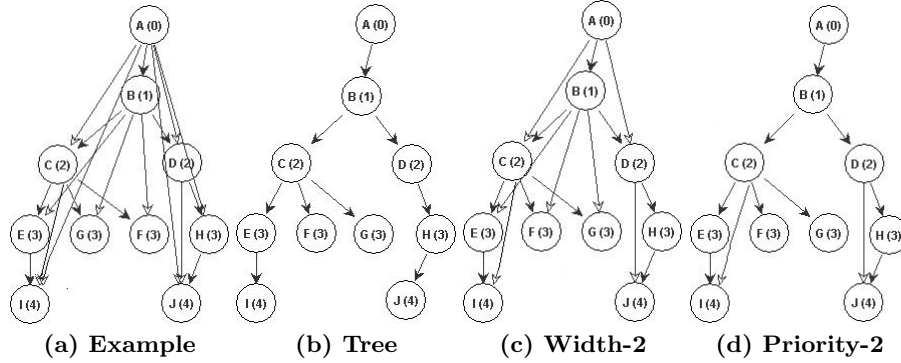 A (0)
B (1)
C (2)
D (2)
E (3)
G (3)
F (3)
H (3)
I (4)
J (4)
(a) Example
A (0)
B (1)
C (2)
D (2)
E (3)
F (3)
G (3)
H (3)
I (4)
J (4)
(b) Tree
A (0)
B (1)
C (2)
D (2)
E (3)
F (3)
G (3)
H (3)
I (4)
J (4)
(c) Width-2
A (0)
B (1)
C (2)
D (2)
E (3)
F (3)
G (3)
H (3)
I (4)
J (4)
(d) Priority-2